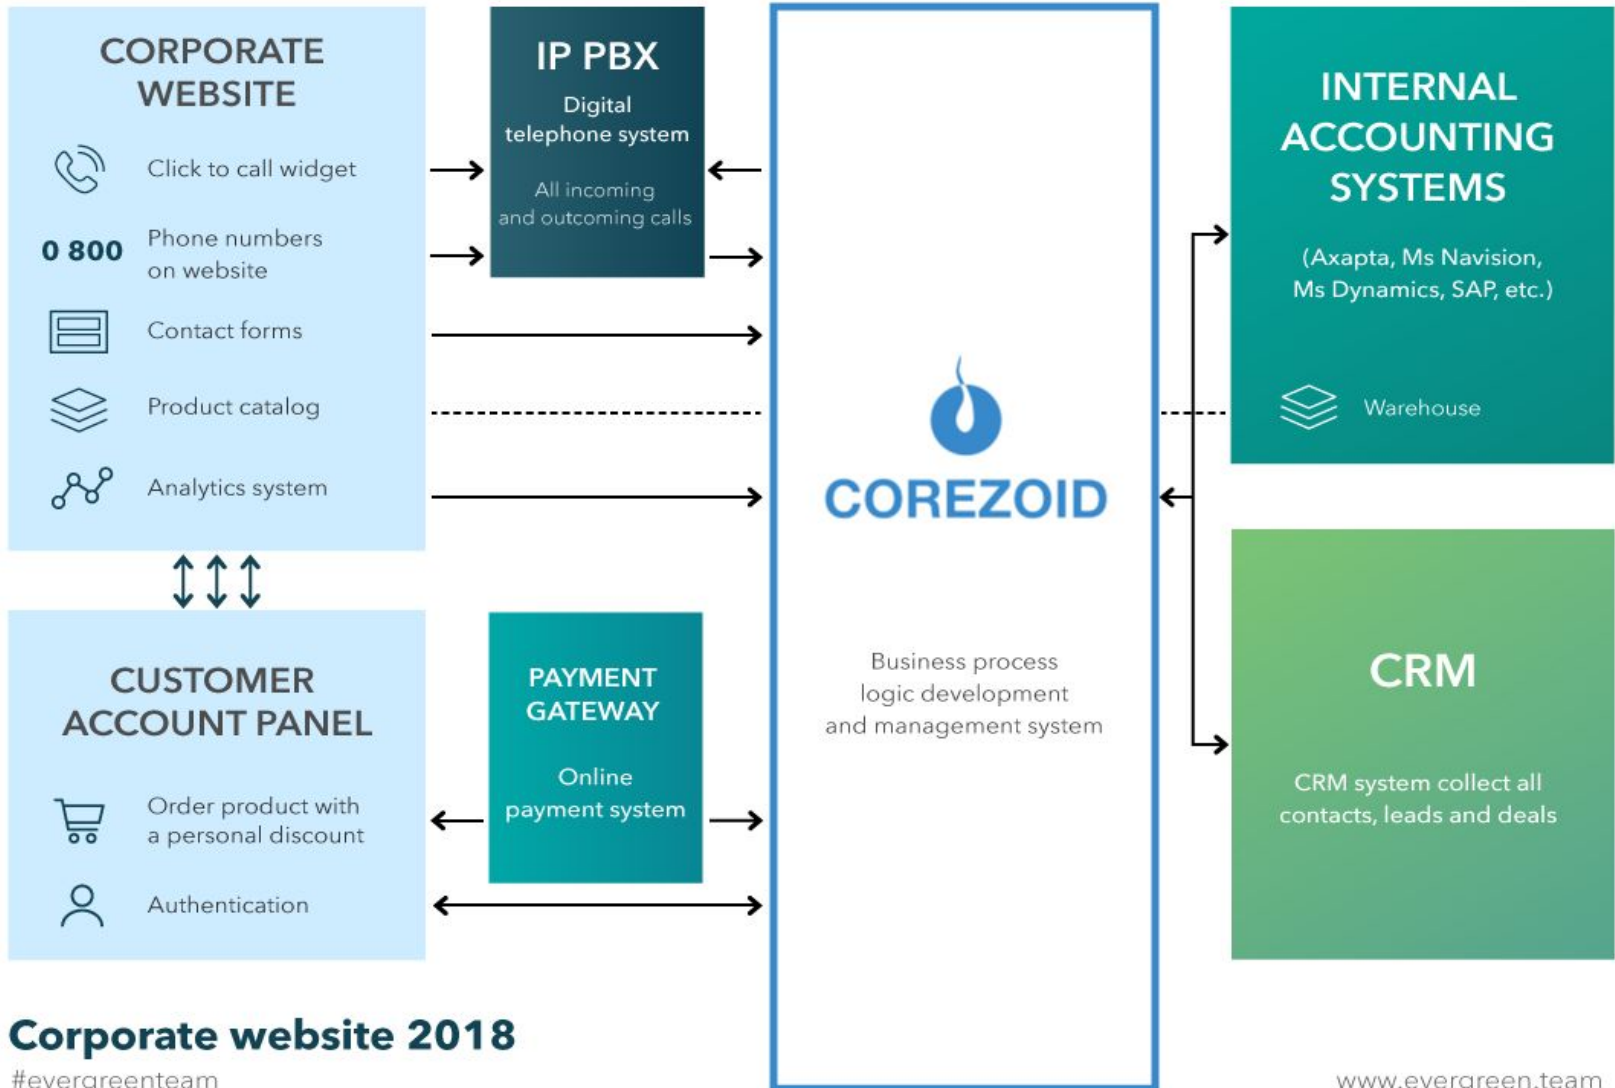 CORPORATE
WEBSITE
Click to call widget
0 800
Phone numbers
on website
Contact forms
Product catalog
Analytics system
IP PBX
Digital
telephone system
All incoming
and outcoming calls
COREZOID
Business process
logic development
and management system
INTERNAL
ACCOUNTING
SYSTEMS
(Axapta, Ms Navision,
Ms Dynamics, SAP, etc.)
Warehouse
CUSTOMER
ACCOUNT PANEL
Order product with
a personal discount
Authentication
PAYMENT
GATEWAY
Online
payment system
CRM
CRM system collect all
contacts, leads and deals
Corporate website 2018
#evergreenteam
www.evergreen.team